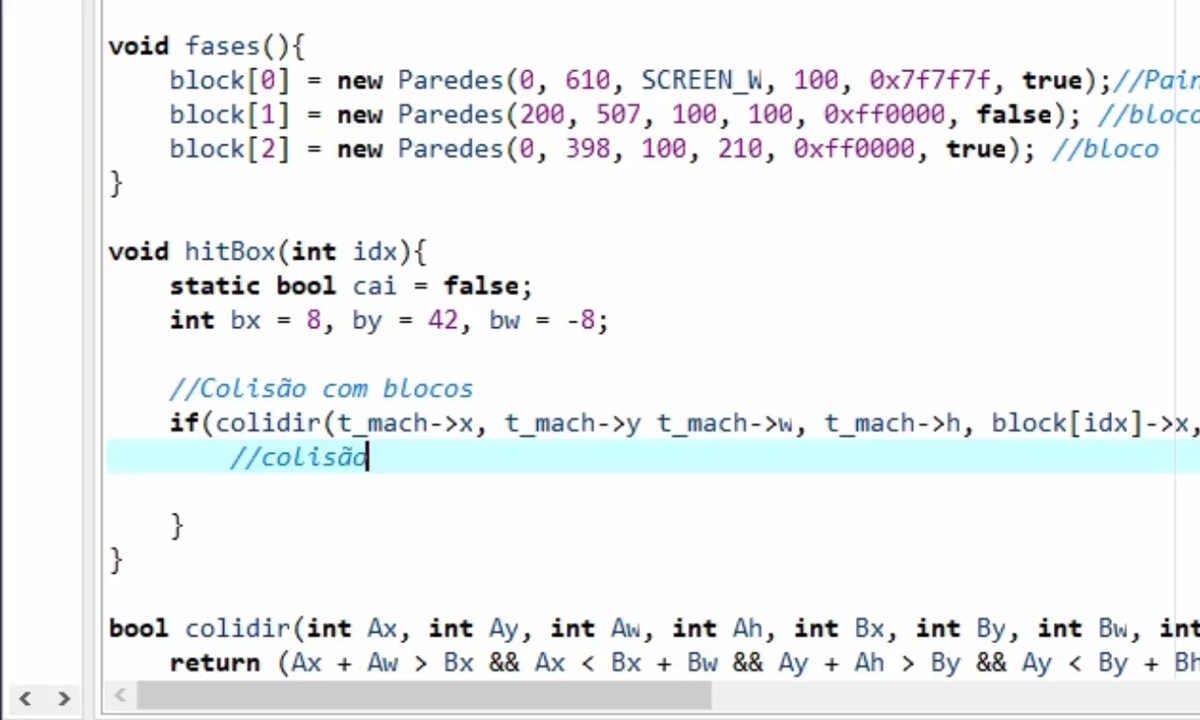 void fases(){
block[0] = new Paredes(0, 610, SCREEN_W, 100, 0x7f7f7f, true);//Pain
block[1] = new Paredes(200, 507, 100, 100, 0xff0000, false); //bloco
block[2] = new Paredes(0, 398, 100, 210, 0xff0000, true); //bloco
}
void hitBox(int idx){
static bool cai = false;
int bx = 8, by = 42, bw = -8;
//Colisão com blocos
if(colidir(t_mach->x, t_mach->y t_mach->w, t_mach->h, block[idx]->x,
//colisão
}
}
bool colidir(int Ax, int Ay, int Aw, int Ah, int Bx, int By, int Bw, int
return (Ax + Aw > Bx && Ax < Bx + Bw && Ay + Ah > By && Ay < By + Bh